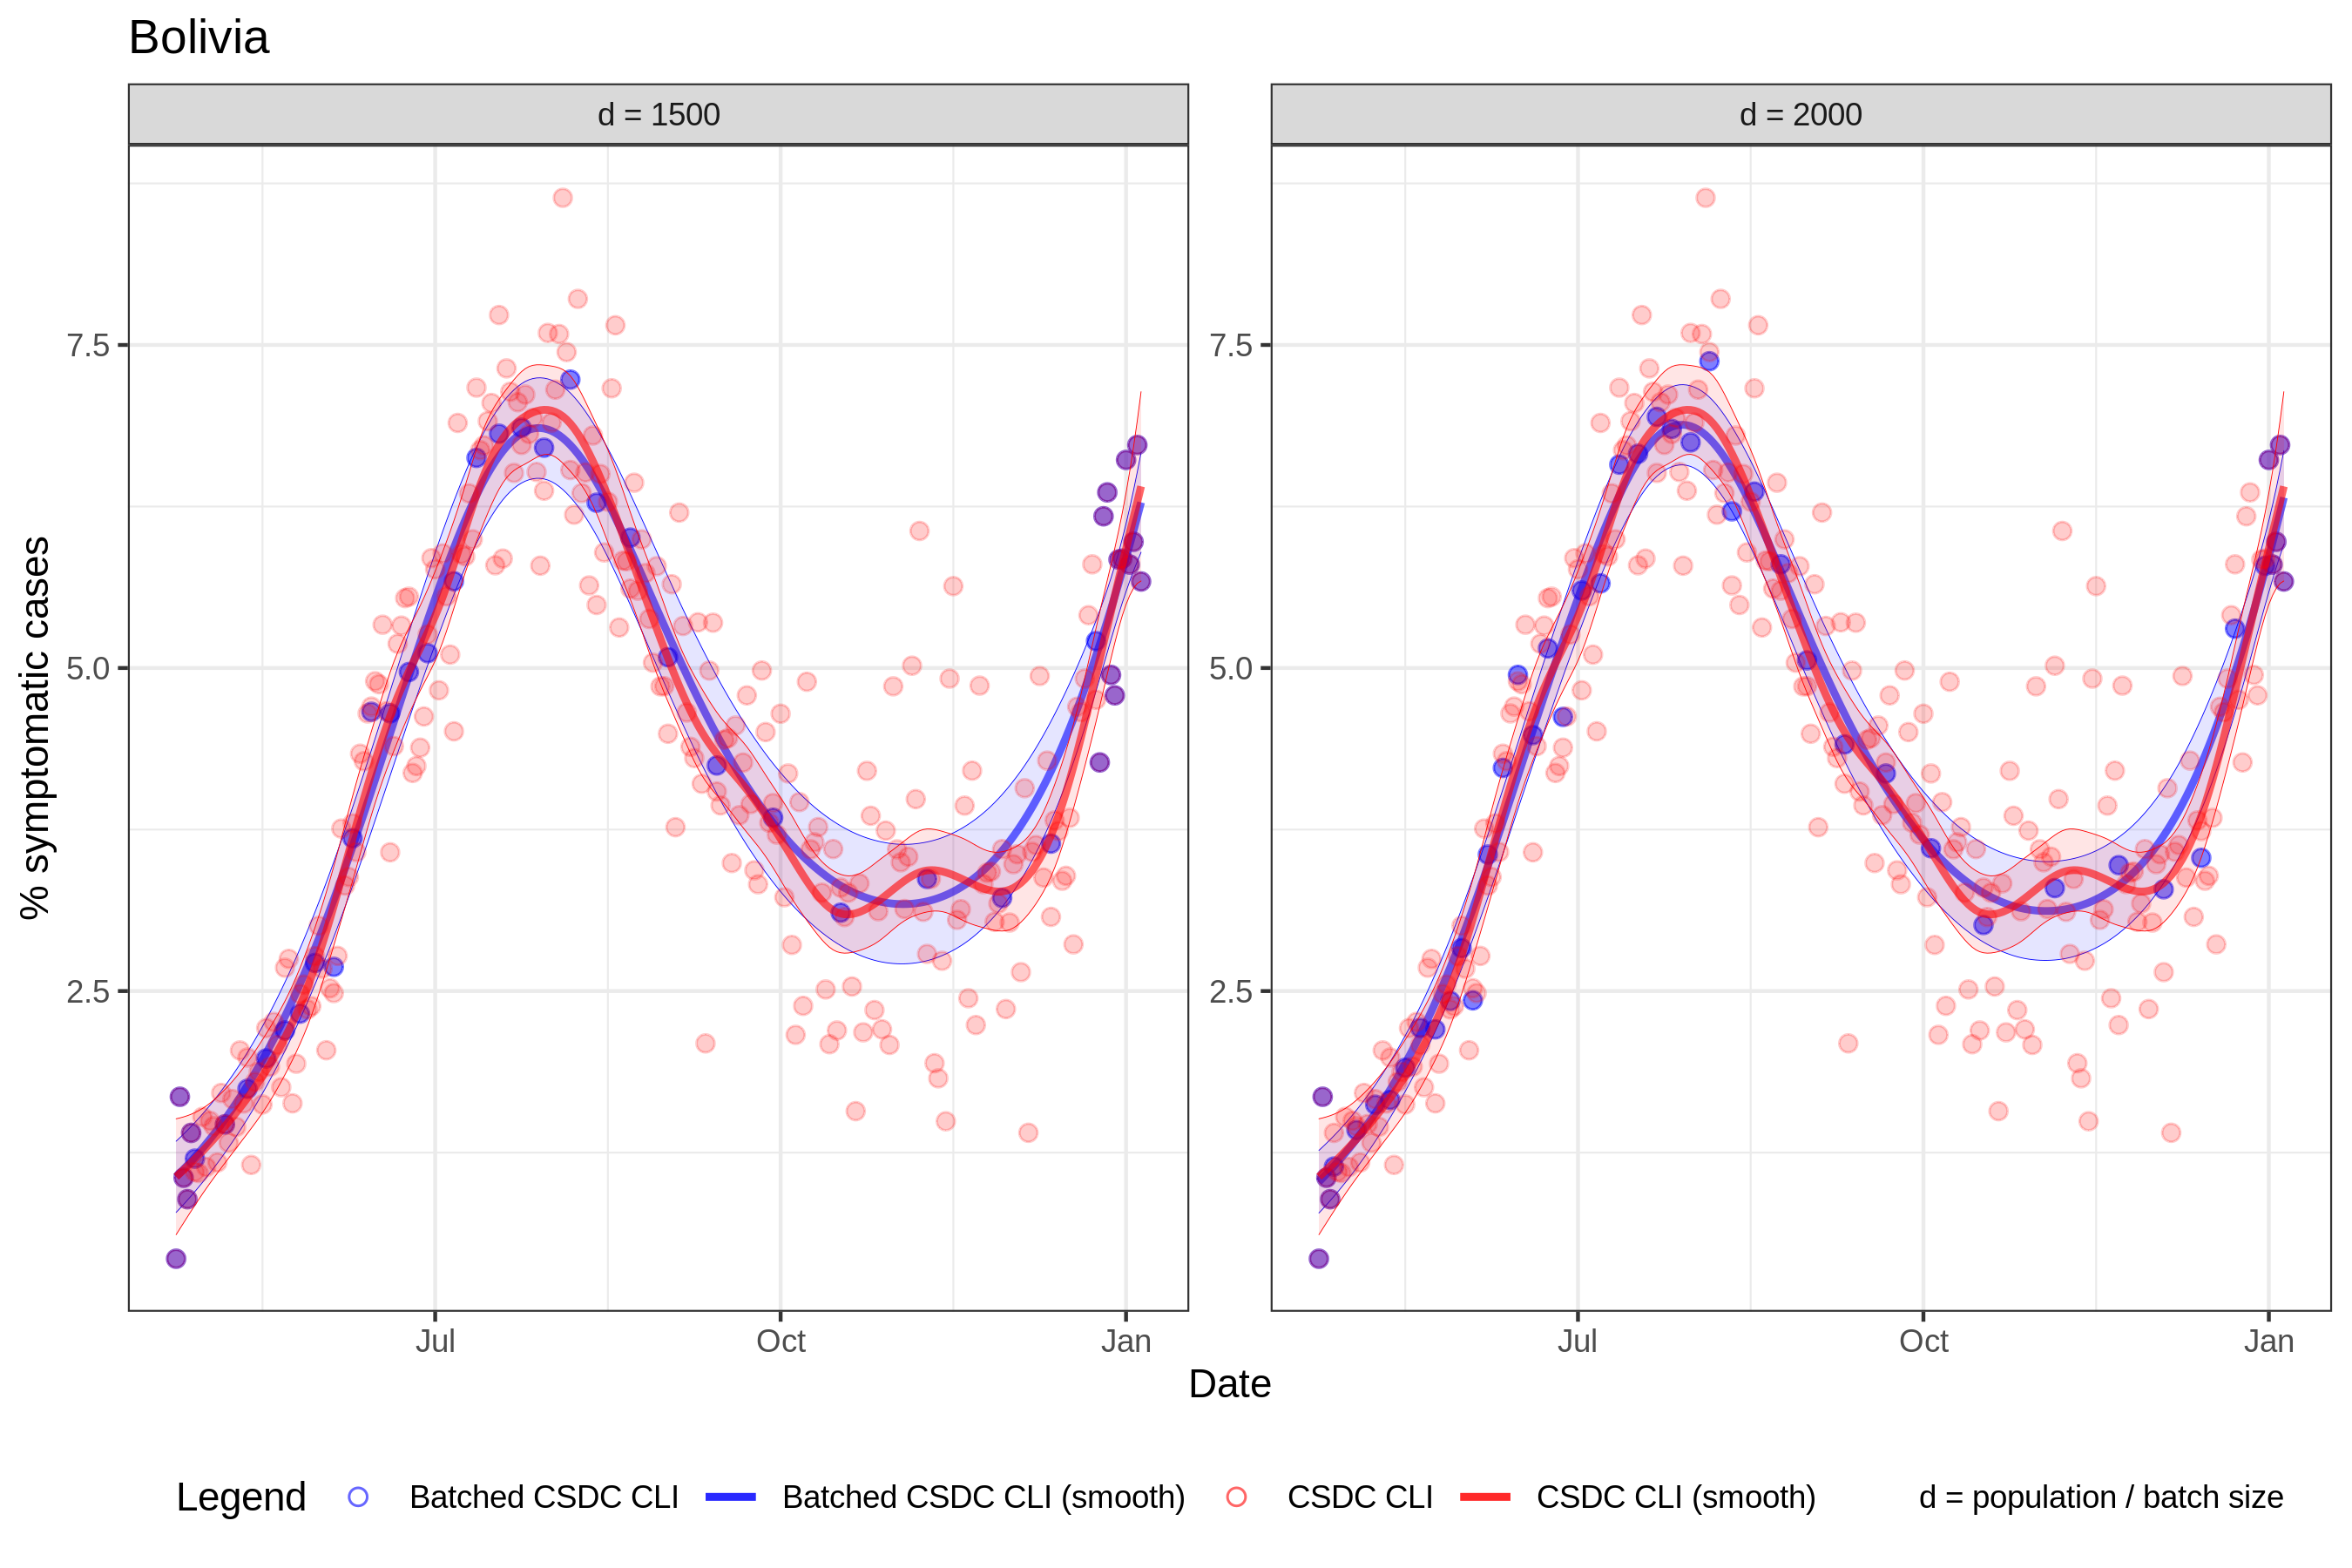 Bolivia
d = 1500
d = 2000
% symptomatic cases
7.5
5.0
2.5
7.5
5.0
2.5
Jul
Oct
Jan
Jul
Oct
Jan
Date
Legend
Batched CSDC CLI
Batched CSDC CLI (smooth)
CSDC CLI
CSDC CLI (smooth)
d = population / batch size